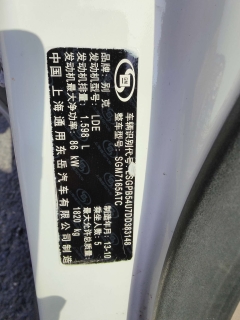 品牌:别克
整车型号:SGM7165ATC
车辆识别代号:LSGPB54U7DD383148
发动机型号:LDE
乘坐人数:5
发动机排量:1.598 L
制造年月:13-10
发动机最大净功率:86 kW
最大允许总质量:1820 kg
中国 上海通用东岳汽车有限公司制造